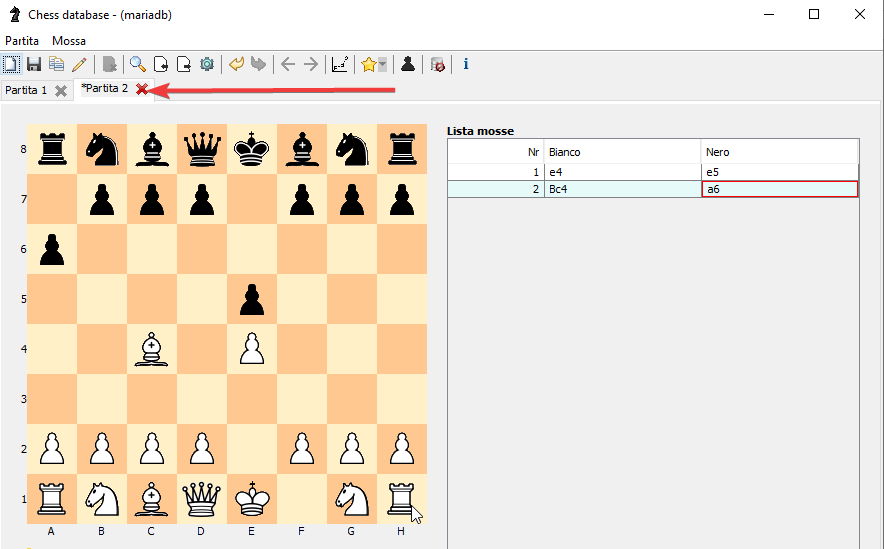 Chess database - (mariadb)
Partita Mossa
Partita 1 *Partita 2
Lista mosse
Nr Bianco Nero
1 e4 e5
2 Bc4 a6
8
7
6
5
4
3
2
1
A B C D E F G H